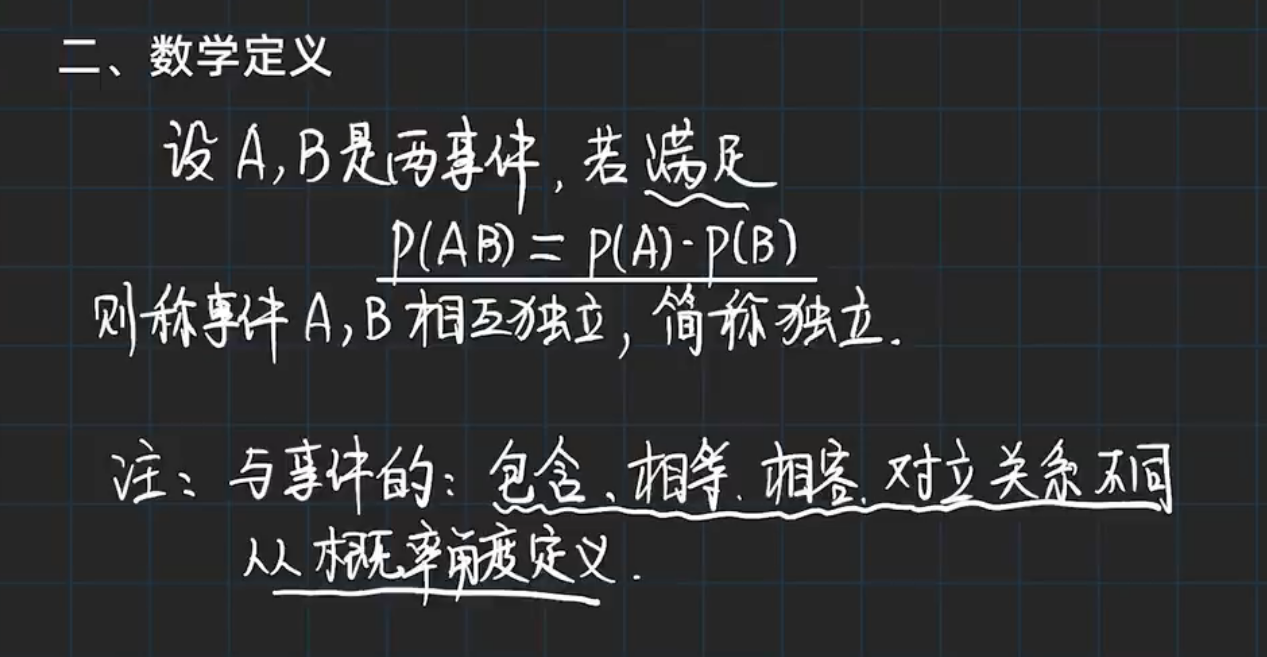 二、数学定义
设 A,B是两事件,若满足
P(AB) = P(A)·P(B)
则称事件 A,B 相互独立,简称独立.
注:与事件的:包含、相等、相容、对立关系不同
从概率角度定义.